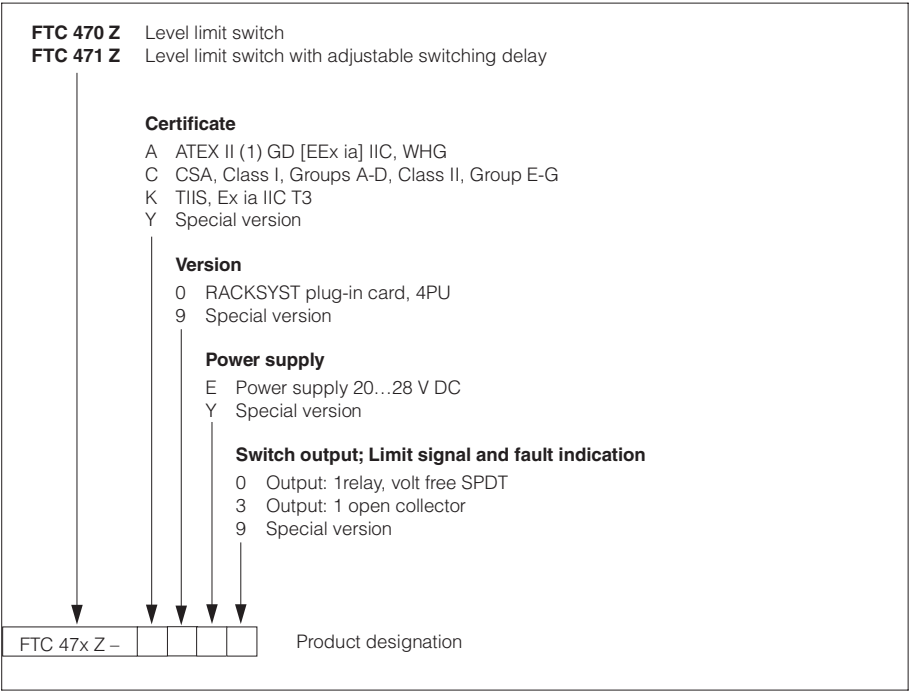 FTC 470 Z Level limit switch
FTC 471 Z Level limit switch with adjustable switching delay
Certificate
A ATEX II (1) GD [EEx ia] IIC, WHG
C CSA, Class I, Groups A-D, Class II, Group E-G
K TIIS, Ex ia IIC T3
Y Special version
Version
0 RACKSYST plug-in card, 4PU
9 Special version
Power supply
E Power supply 20…28 V DC
Y Special version
Switch output; Limit signal and fault indication
0 Output: 1relay, volt free SPDT
3 Output: 1 open collector
9 Special version
FTC 47x Z – Product designation